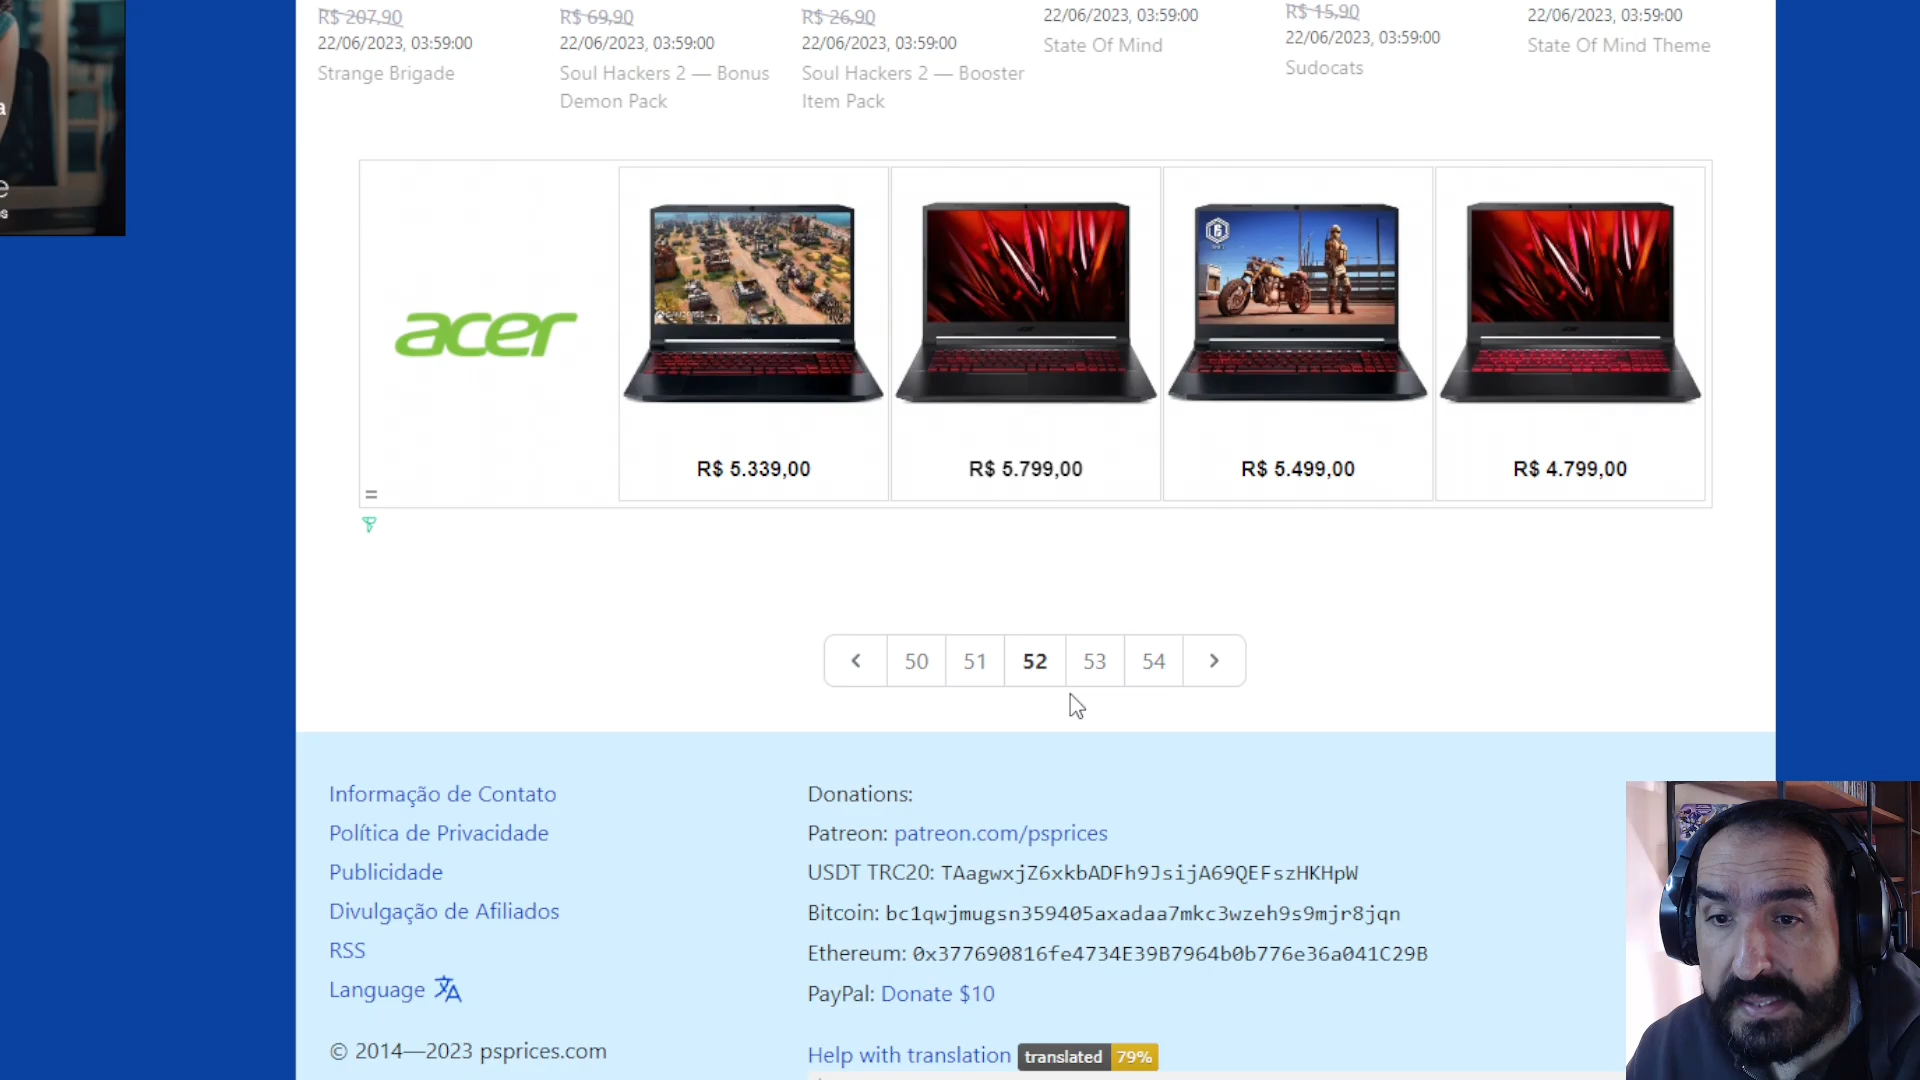 R$ 207,90
22/06/2023, 03:59:00
Strange Brigade
R$ 69,90
22/06/2023, 03:59:00
Soul Hackers 2 — Bonus
Demon Pack
R$ 26,90
22/06/2023, 03:59:00
Soul Hackers 2 — Booster
Item Pack
22/06/2023, 03:59:00
State Of Mind
R$ 15,90
22/06/2023, 03:59:00
Sudocats
22/06/2023, 03:59:00
State Of Mind Theme
acer
R$ 5.339,00
R$ 5.799,00
R$ 5.499,00
R$ 4.799,00
50 51 52 53 54
Informação de Contato
Política de Privacidade
Publicidade
Divulgação de Afiliados
RSS
Language
© 2014—2023 psprices.com
Donations:
Patreon: patreon.com/psprices
USDT TRC20: TAagwxjZ6xkbADFh9JsijA69QEFszHKHpW
Bitcoin: bc1qwjmugsn359405axadaa7mkc3wzeh9s9mjr8jqn
Ethereum: 0x377690816fe4734E39B7964b0b776e36a041C29B
PayPal: Donate $10
Help with translation translated 79%